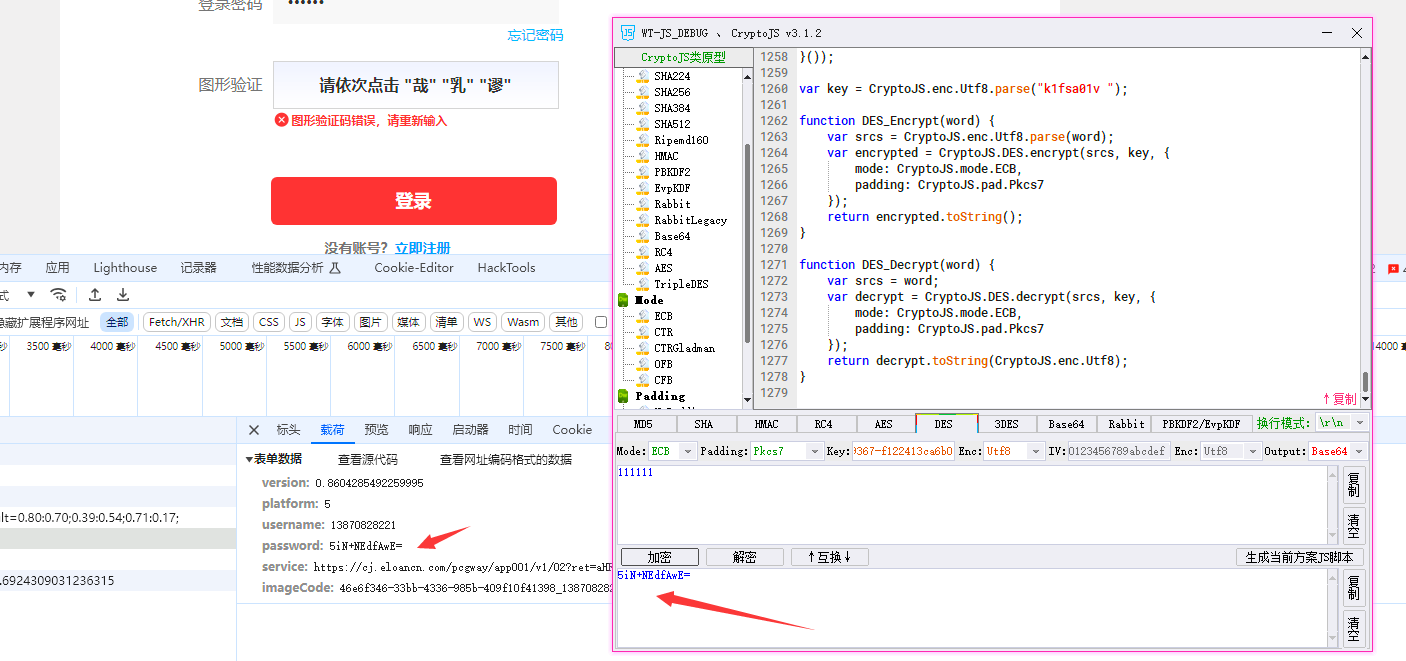 登录密码
••••••
忘记密码
图形验证
请依次点击 "哉" "乳" "谬"
图形验证码错误，请重新输入
登录
没有账号？立即注册
内存 应用 Lighthouse 记录器 性能数据分析 Cookie-Editor HackTools
式
隐藏扩展程序网址 全部 Fetch/XHR 文档 CSS JS 字体 图片 媒体 清单 WS Wasm 其他
秒 3500 毫秒 4000 毫秒 4500 毫秒 5000 毫秒 5500 毫秒 6000 毫秒 6500 毫秒 7000 毫秒 7500 毫秒 80
4000 毫
标头 载荷 预览 响应 启动器 时间 Cookie
表单数据 查看源代码 查看网址编码格式的数据
version: 0.8604285492259995
platform: 5
lt=0.80:0.70;0.39:0.54;0.71:0.17;
username: 13870828221
password: 5iN+NEdfAwE=
service: https://cj.eloancn.com/pcgway/app001/v1/02?ret=aHR
.6924309031236315
imageCode: 46e6f346-33bb-4336-985b-409f10f41398_138708282
WT-JS_DEBUG 、 CryptoJS v3.1.2
CryptoJS类原型
SHA224
SHA256
SHA384
SHA512
Ripemd160
HMAC
PBKDF2
EvpKDF
Rabbit
RabbitLegacy
Base64
RC4
AES
TripleDES
Mode
ECB
CTR
CTRGladman
OFB
CFB
Padding
1258 }());
1259
1260 var key = CryptoJS.enc.Utf8.parse("k1fsa01v ");
1261
1262 function DES_Encrypt(word) {
1263 var srcs = CryptoJS.enc.Utf8.parse(word);
1264 var encrypted = CryptoJS.DES.encrypt(srcs, key, {
1265 mode: CryptoJS.mode.ECB,
1266 padding: CryptoJS.pad.Pkcs7
1267 });
1268 return encrypted.toString();
1269 }
1270
1271 function DES_Decrypt(word) {
1272 var srcs = word;
1273 var decrypt = CryptoJS.DES.decrypt(srcs, key, {
1274 mode: CryptoJS.mode.ECB,
1275 padding: CryptoJS.pad.Pkcs7
1276 });
1277 return decrypt.toString(CryptoJS.enc.Utf8);
1278 }
1279
↑复制
MD5 SHA HMAC RC4 AES DES 3DES Base64 Rabbit PBKDF2/EvpKDF 换行模式: \r\n
Mode: ECB Padding: Pkcs7 Key: 367-f122413ca6b0 Enc: Utf8 IV: 0123456789abcdef Enc: Utf8 Output: Base64
111111
复制
清空
加密 解密 ↑互换↓ 生成当前方案JS脚本
5iN+NEdfAwE=
复制
清空